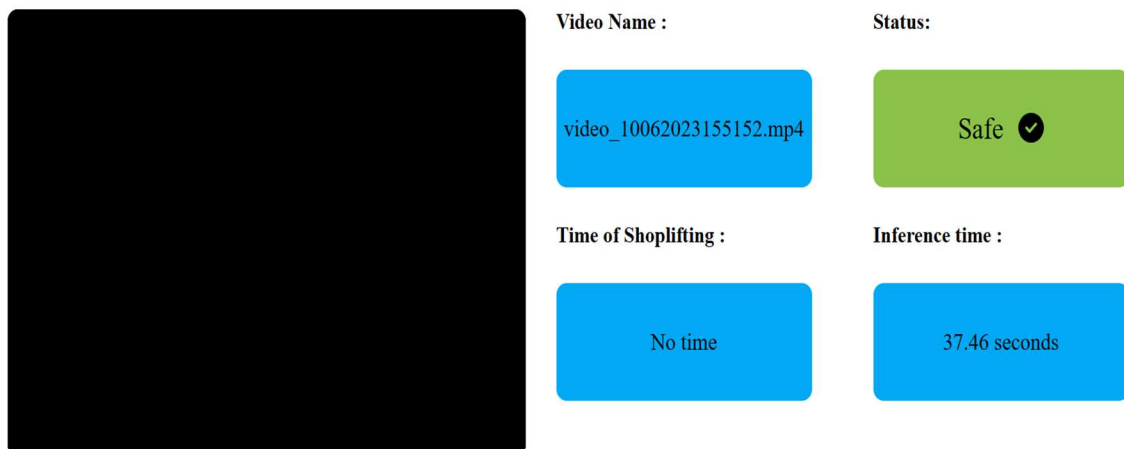 Video Name :
Status:
video_10062023155152.mp4
Safe
Time of Shoplifting :
Inference time :
No time
37.46 seconds